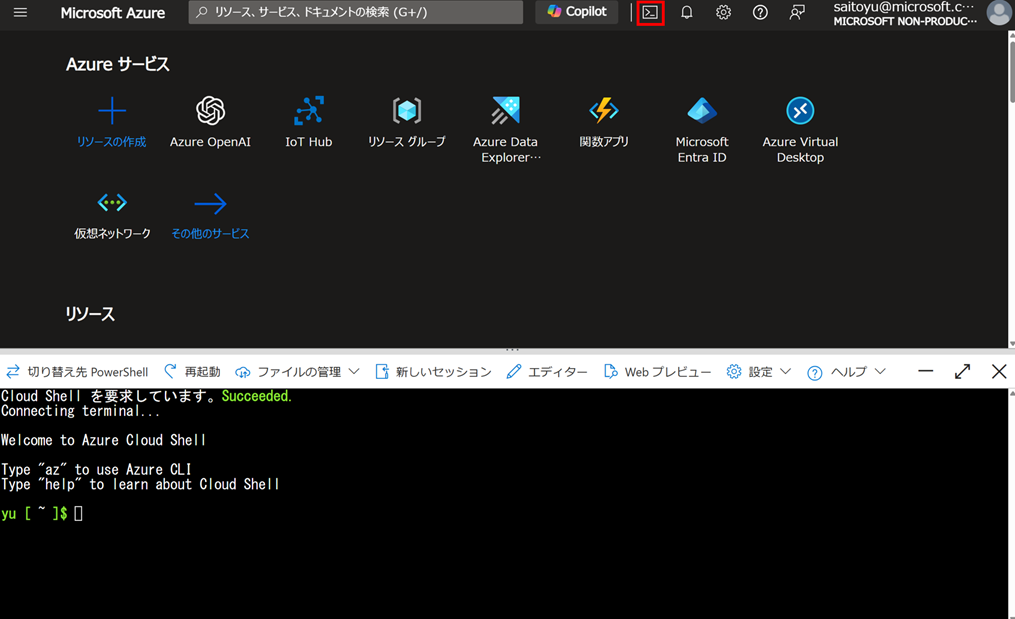 Microsoft Azure
リソース、サービス、ドキュメントの検索 (G+/)
Copilot
saitoyu@microsoft.c…
MICROSOFT NON-PRODUC…
Azure サービス
リソースの作成
Azure OpenAI
IoT Hub
リソース グループ
Azure Data
Explorer…
関数アプリ
Microsoft
Entra ID
Azure Virtual
Desktop
仮想ネットワーク
その他のサービス
リソース
切り替え先 PowerShell
再起動
ファイルの管理
新しいセッション
エディター
Web プレビュー
設定
ヘルプ
Cloud Shell を要求しています。Succeeded.
Connecting terminal...
Welcome to Azure Cloud Shell
Type "az" to use Azure CLI
Type "help" to learn about Cloud Shell
yu [ ~ ]$